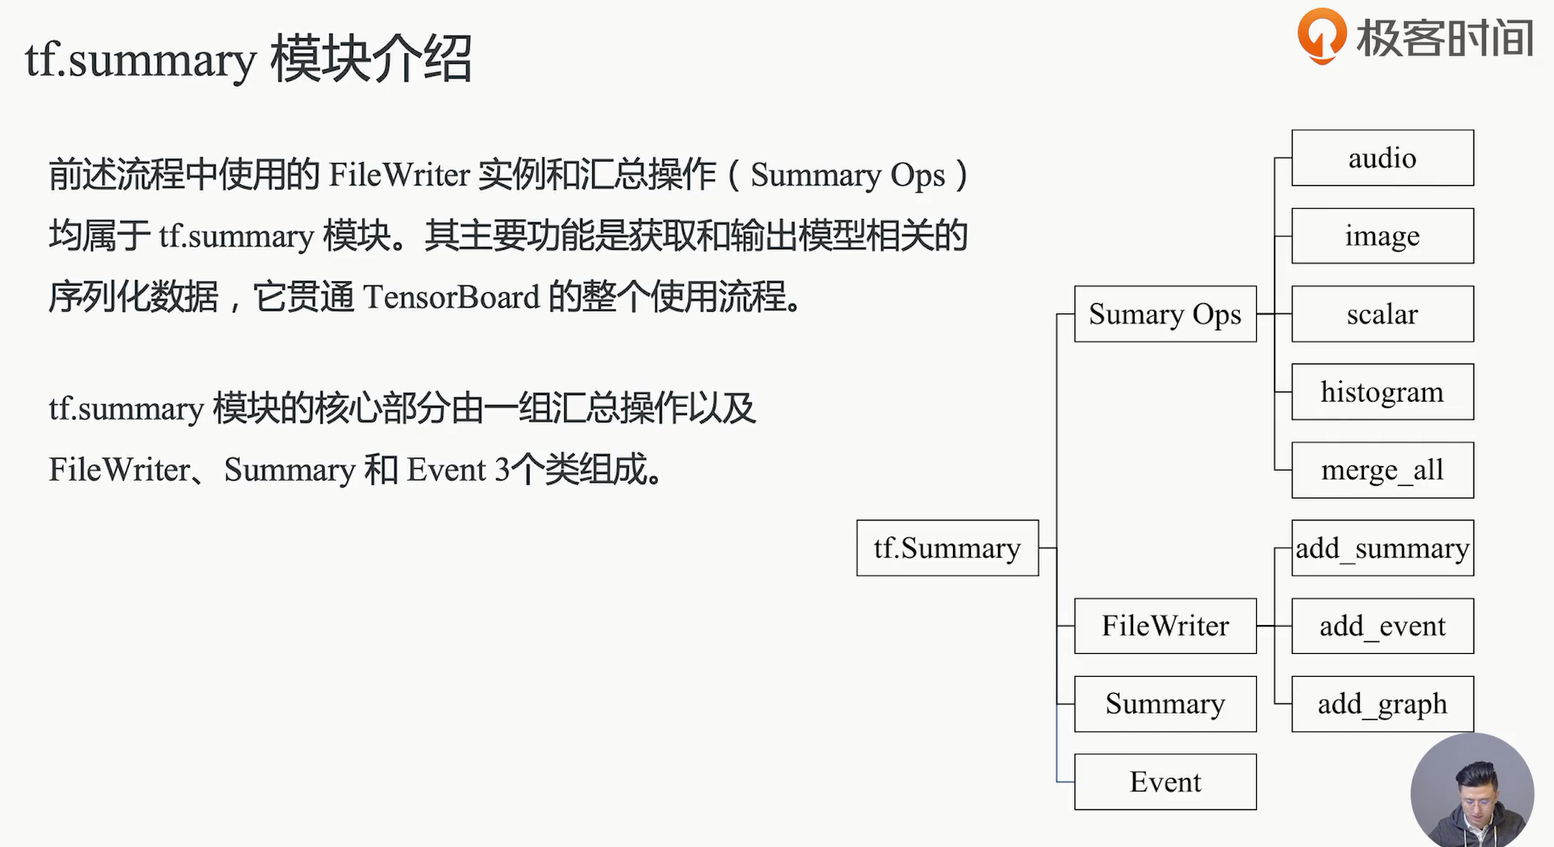 tf.summary 模块介绍
极客时间
前述流程中使用的 FileWriter 实例和汇总操作（Summary Ops）
均属于 tf.summary 模块。其主要功能是获取和输出模型相关的
序列化数据，它贯通 TensorBoard 的整个使用流程。
tf.summary 模块的核心部分由一组汇总操作以及
FileWriter、Summary 和 Event 3个类组成。
tf.Summary
Sumary Ops
audio
image
scalar
histogram
merge_all
FileWriter
add_summary
add_event
add_graph
Summary
Event